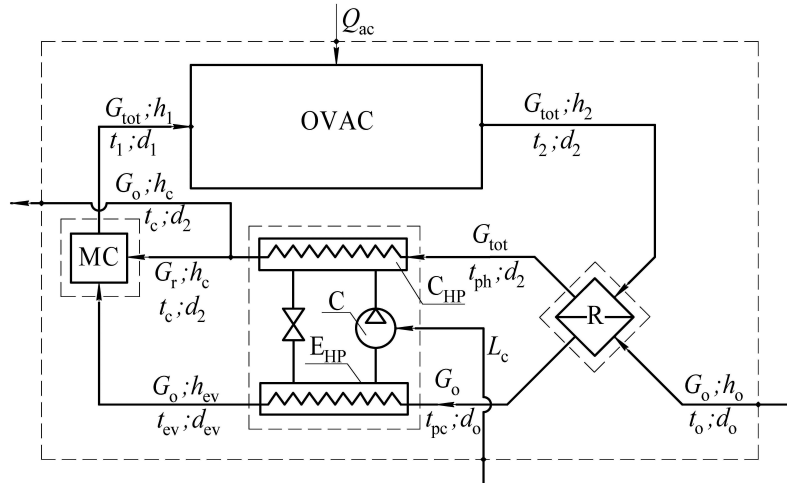 Q_ac
G_tot; h_1
t_1; d_1
OVAC
G_tot; h_2
t_2; d_2
G_o; h_c
t_c; d_2
MC
G_r; h_c
t_c; d_2
G_tot
t_ph; d_2
C_HP
C
R
L_c
E_HP
G_o; h_ev
t_ev; d_ev
G_o
t_pc; d_o
G_o; h_o
t_o; d_o